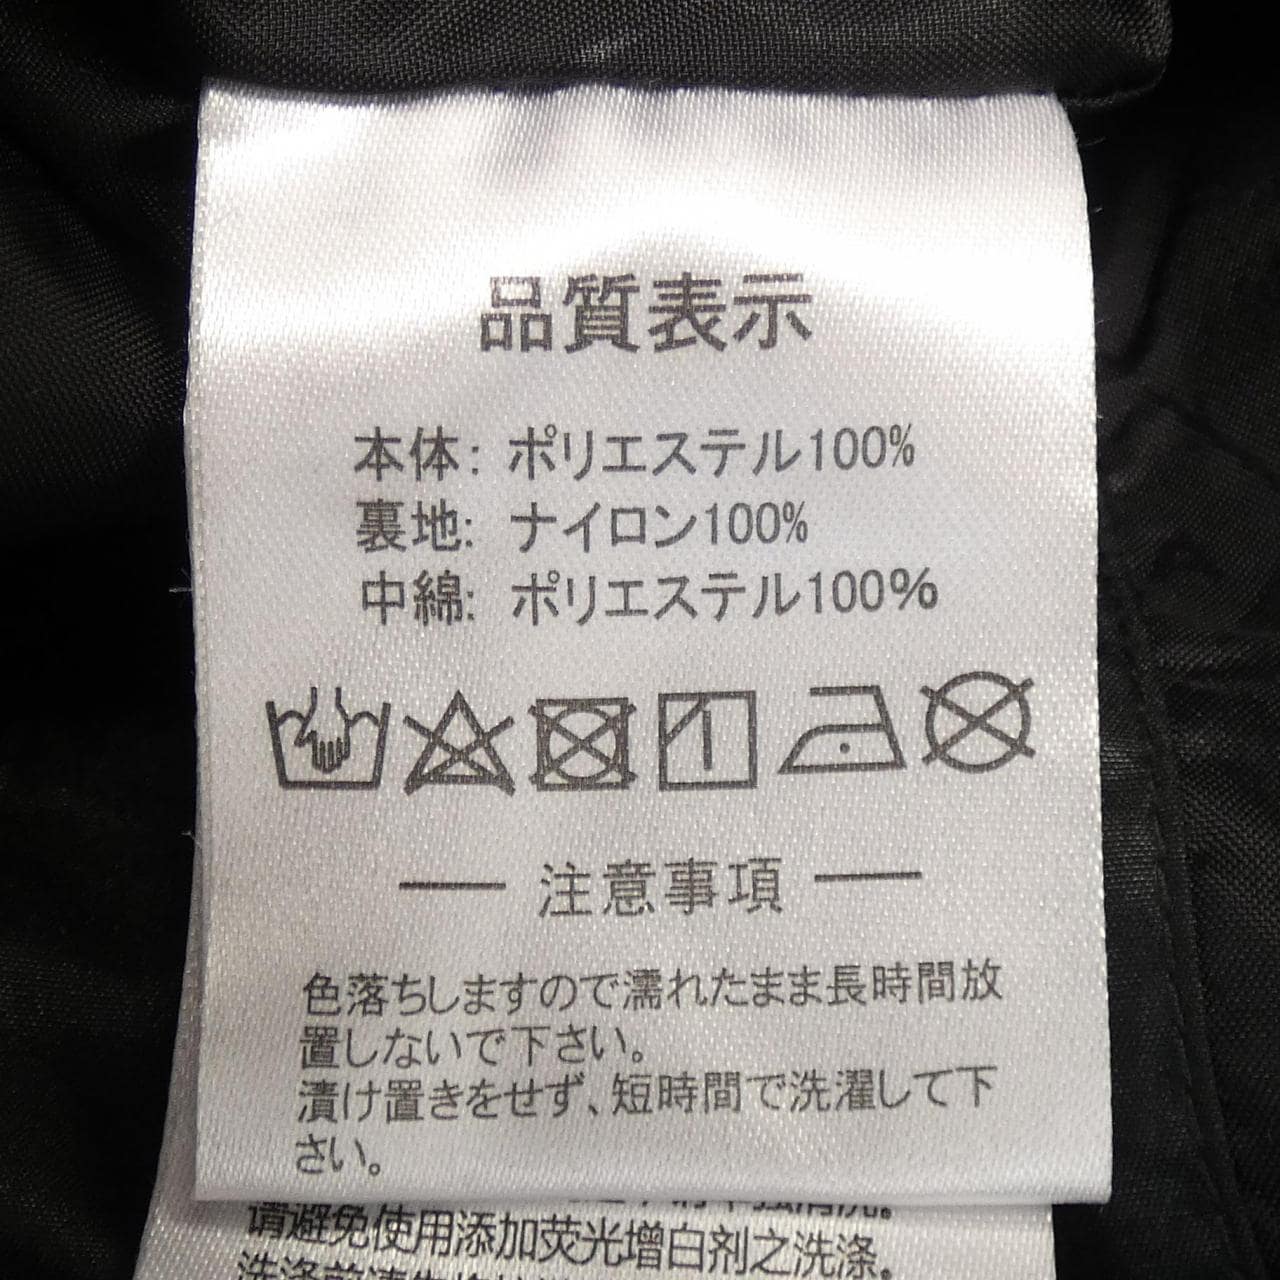 品質表示
本体: ポリエステル100%
裏地: ナイロン100%
中綿: ポリエステル100%
注意事項
色落ちしますので濡れたまま長時間放
置しないで下さい。
漬け置きをせず、短時間で洗濯して下
さい。
请避免使用添加荧光增白剂之洗涤。